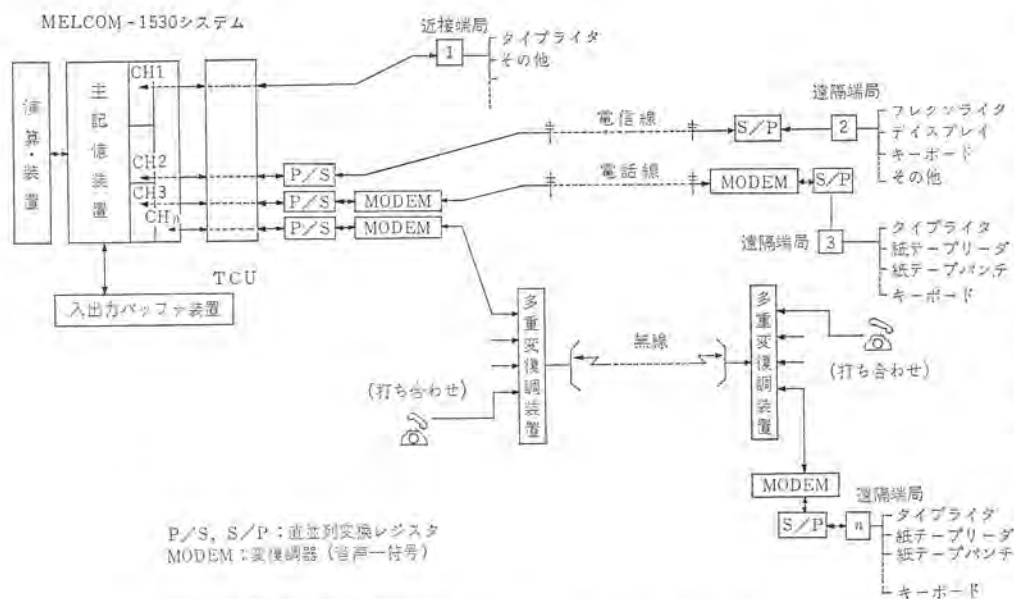 MELCOM-1530システム
演算・装置
主記億装置
CH1
CH2
CH3
CHn
TCU
入出力バッファ装置
近接端局
1
タイプライタ
その他
P/S
電信線
S/P
遠隔端局
2
フレクソライタ
ディスプレイ
キーボード
その他
P/S
MODEM
電話線
MODEM
S/P
P/S
MODEM
遠隔端局
3
タイプライタ
紙テープリーダ
紙テープパンチ
キーボード
多重変復調装置
無線
多重変復調装置
(打ち合わせ)
(打ち合わせ)
MODEM
S/P
遠隔端局
n
タイプライタ
紙テープリーダ
紙テープパンチ
キーボード
P/S, S/P：直並列変換レジスタ
MODEM：変復調器 (音声—符号)